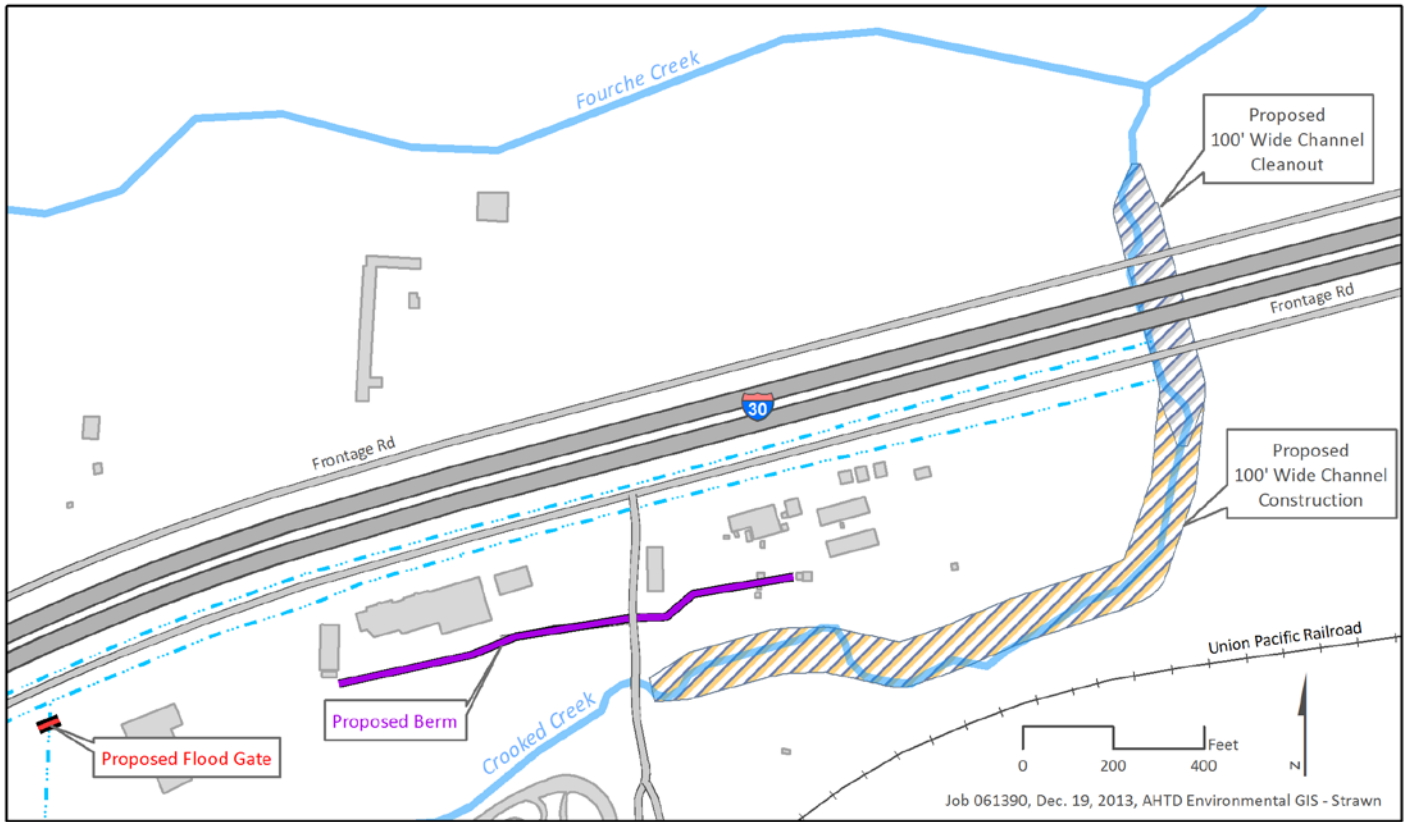 Fourche Creek
Proposed
100' Wide Channel
Cleanout
Frontage Rd
30
Frontage Rd
Proposed
100' Wide Channel
Construction
Union Pacific Railroad
Proposed Berm
Crooked Creek
Proposed Flood Gate
Feet
0 200 400
N
Job 061390, Dec. 19, 2013, AHTD Environmental GIS - Strawn